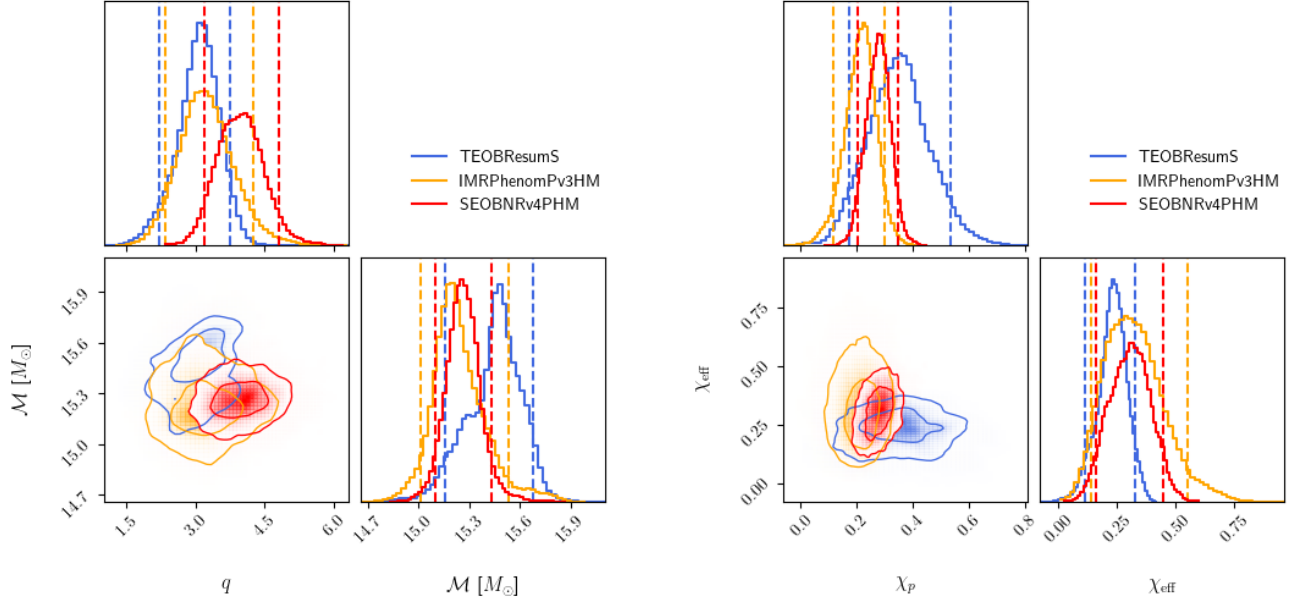 TEOBResumS
IMRPhenomPv3HM
SEOBNRv4PHM
15.9
15.6
15.3
15.0
14.7
ℳ [M⊙]
1.5 3.0 4.5 6.0
q
14.7 15.0 15.3 15.6 15.9
ℳ [M⊙]
TEOBResumS
IMRPhenomPv3HM
SEOBNRv4PHM
0.75
0.50
0.25
0.00
χeff
0.0 0.2 0.4 0.6 0.8
χp
0.00 0.25 0.50 0.75
χeff